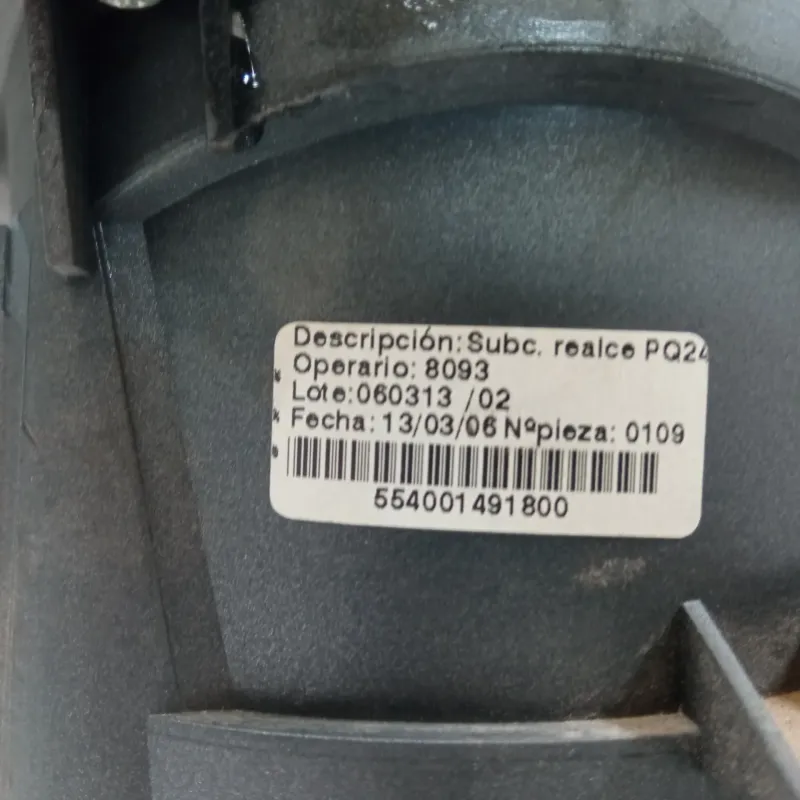 Descripción: Subc. realce PQ24
Operario: 8093
Lote:060313 /02
Fecha: 13/03/06 Nºpieza: 0109
554001491800